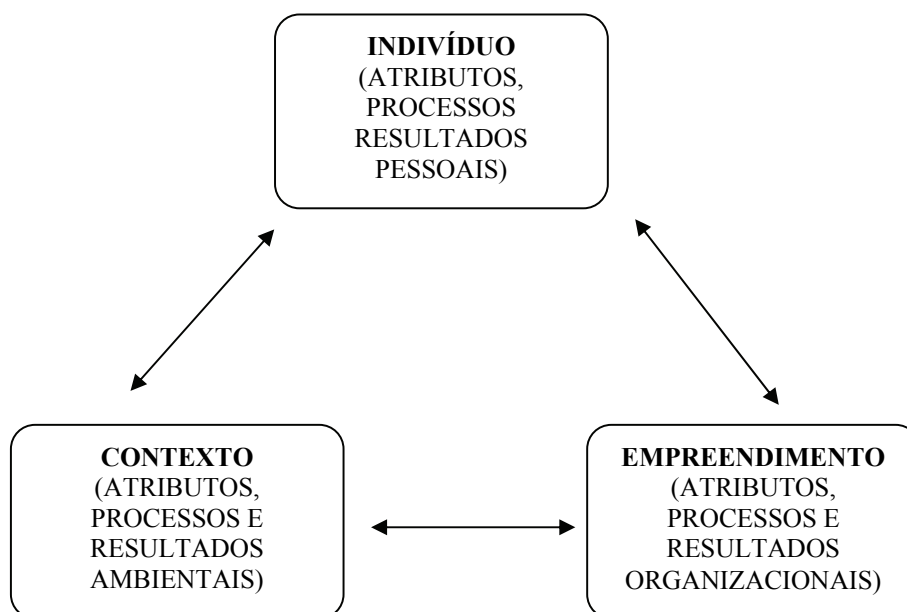 INDIVÍDUO
(ATRIBUTOS,
PROCESSOS
RESULTADOS
PESSOAIS)
CONTEXTO
(ATRIBUTOS,
PROCESSOS E
RESULTADOS
AMBIENTAIS)
EMPREENDIMENTO
(ATRIBUTOS,
PROCESSOS E
RESULTADOS
ORGANIZACIONAIS)